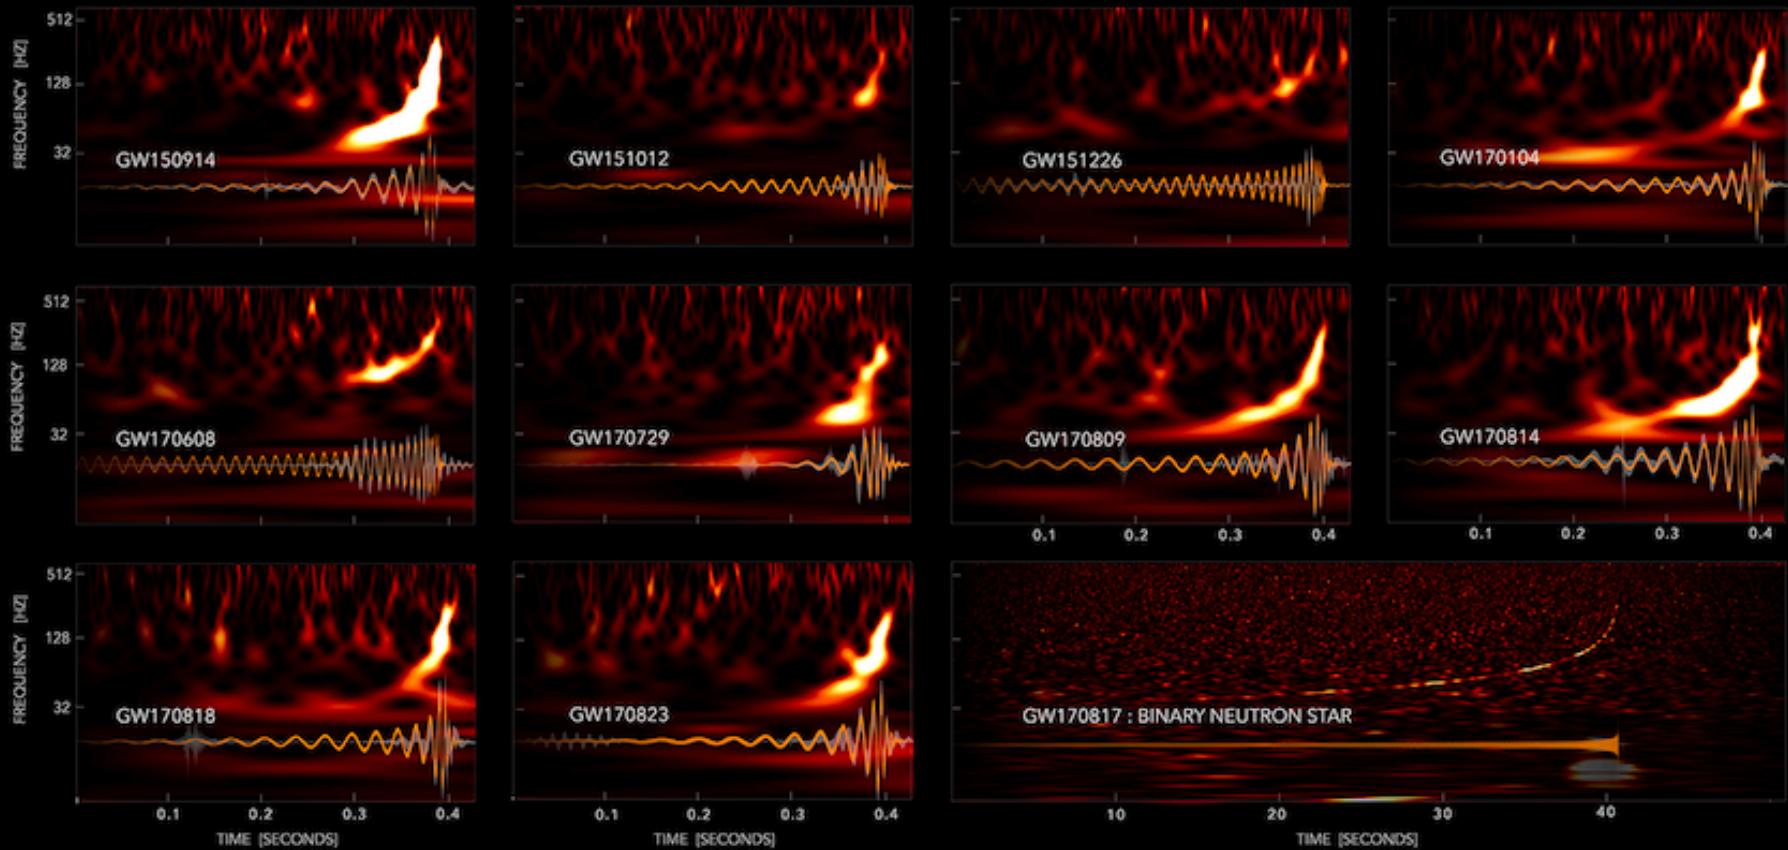 FREQUENCY [HZ]
512
128
32
GW150914
GW151012
GW151226
GW170104
FREQUENCY [HZ]
512
128
32
GW170608
GW170729
GW170809
GW170814
0.1 0.2 0.3 0.4
0.1 0.2 0.3 0.4
FREQUENCY [HZ]
512
128
32
GW170818
GW170823
GW170817 : BINARY NEUTRON STAR
0.1 0.2 0.3 0.4
0.1 0.2 0.3 0.4
10 20 30 40
TIME [SECONDS]
TIME [SECONDS]
TIME [SECONDS]